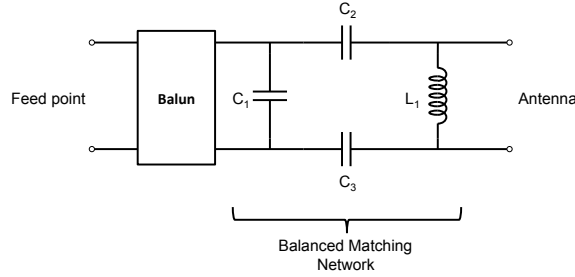 C2
Feed point
Balun
C1
L1
Antenna
C3
Balanced Matching
Network